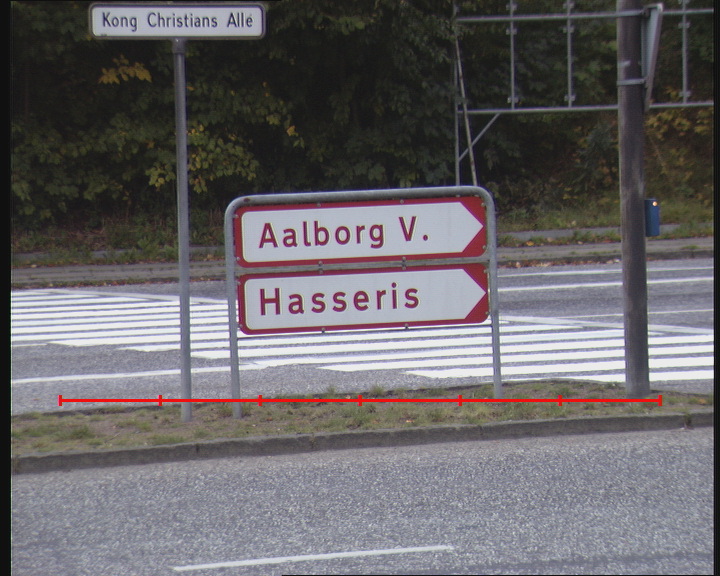 Kong Christians Alle
Aalborg V.
Hasseris